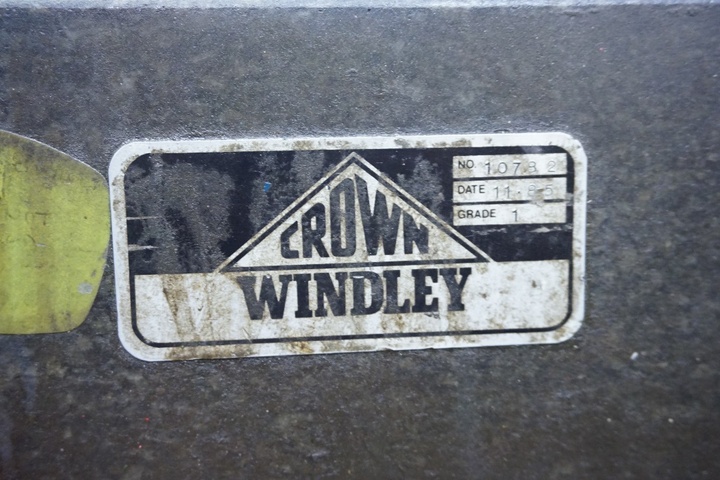 CROWN
WINDLEY
NO. 10782
DATE 11.85
GRADE 1